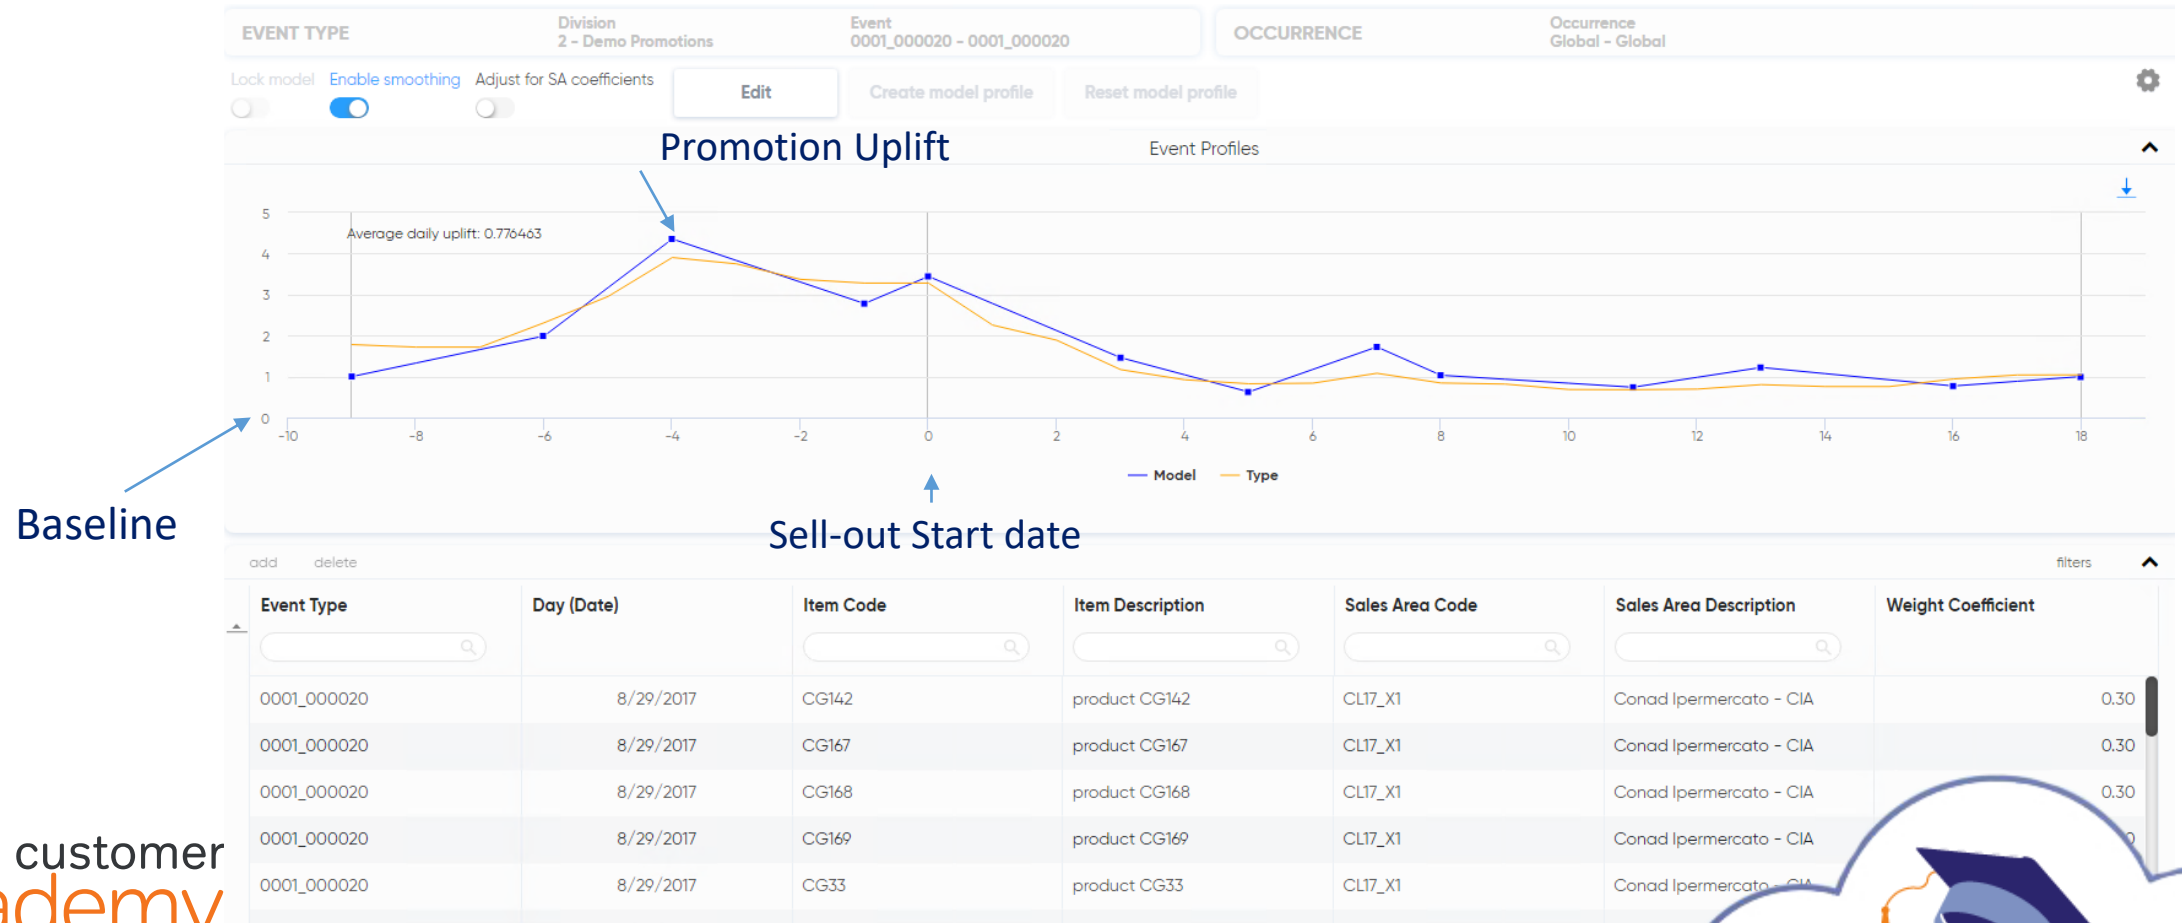 EVENT TYPE
Division
2 - Demo Promotions
Event
0001_000020 - 0001_000020
OCCURRENCE
Occurrence
Global - Global
Lock model Enable smoothing Adjust for SA coefficients
Edit Create model profile Reset model profile
Promotion Uplift
Event Profiles
Average daily uplift: 0.776463
5
4
3
2
1
0
-10 -8 -6 -4 -2 0 2 4 6 8 10 12 14 16 18
Model Type
Baseline
Sell-out Start date
add delete filters
Event Type Day (Date) Item Code Item Description Sales Area Code Sales Area Description Weight Coefficient
0001_000020 8/29/2017 CG142 product CG142 CL17_X1 Conad Ipermercato - CIA 0.30
0001_000020 8/29/2017 CG167 product CG167 CL17_X1 Conad Ipermercato - CIA 0.30
0001_000020 8/29/2017 CG168 product CG168 CL17_X1 Conad Ipermercato - CIA 0.30
0001_000020 8/29/2017 CG169 product CG169 CL17_X1 Conad Ipermercato - CIA
0001_000020 8/29/2017 CG33 product CG33 CL17_X1 Conad Ipermercato - CIA
customer
ademy